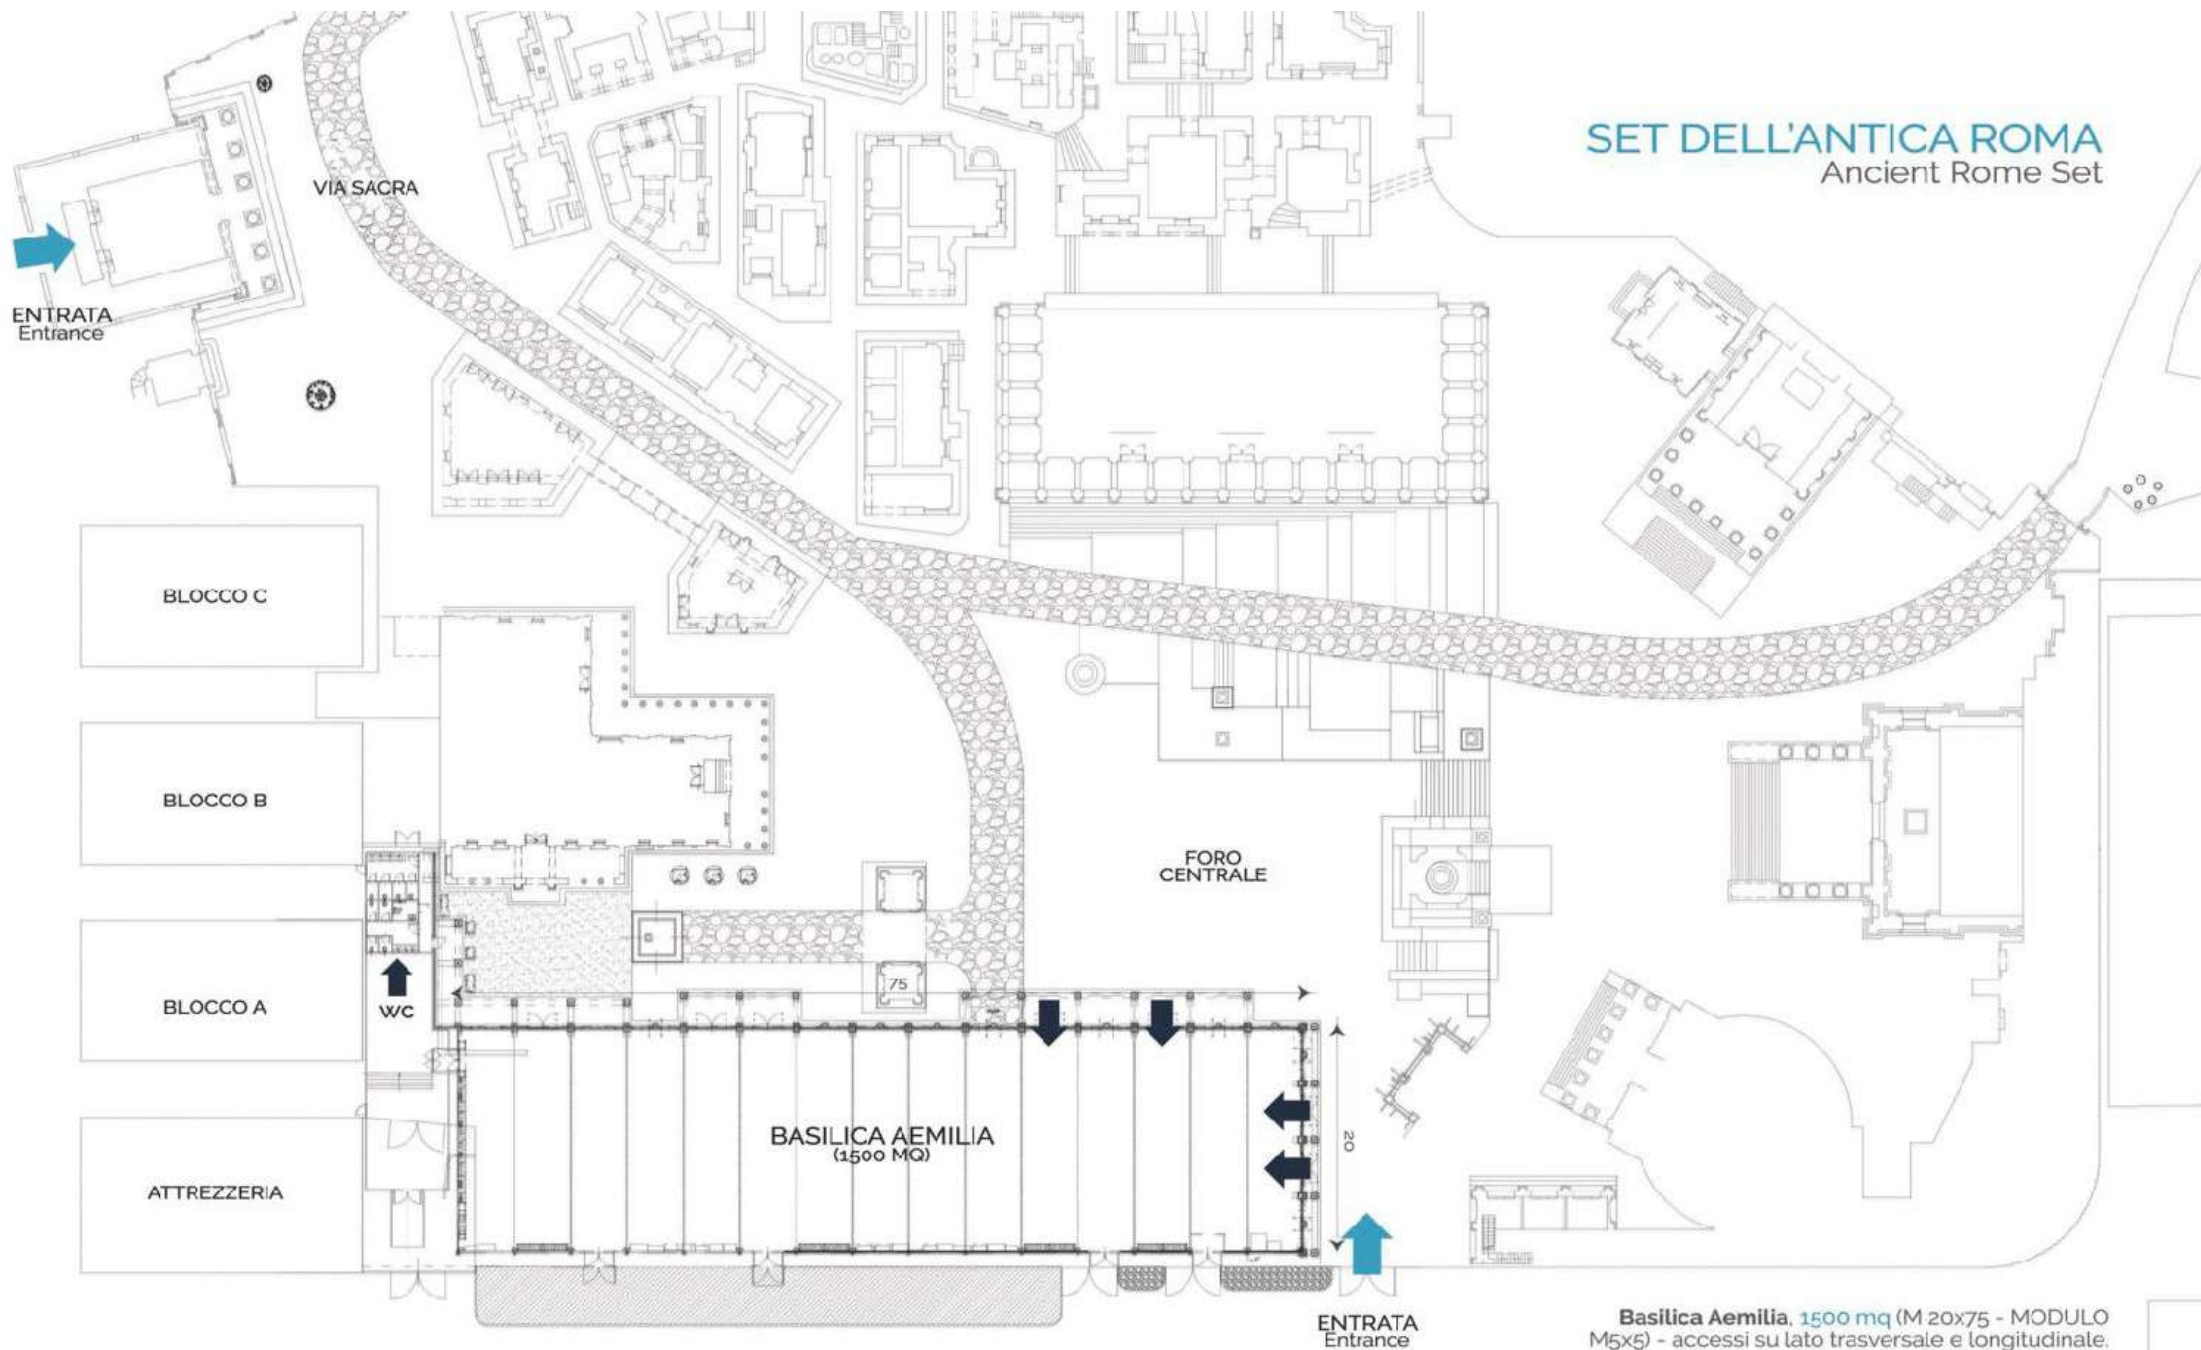 SET DELL'ANTICA ROMA
Ancient Rome Set
VIA SACRA
ENTRATA
Entrance
BLOCCO C
BLOCCO B
FORO
CENTRALE
75
BLOCCO A
WC
20
BASILICA AEMILIA
(1500 MQ)
ATTREZZERIA
ENTRATA
Entrance
Basilica Aemilia, 1500 mq (M 20x75 - MODULO
M5x5) - accessi su lato trasversale e longitudinale.